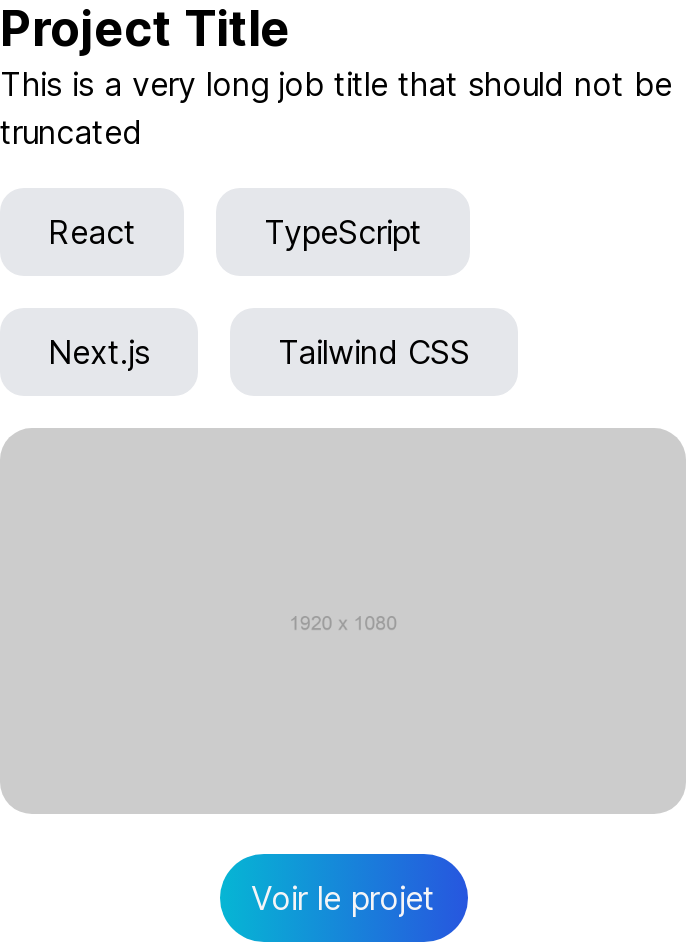 Project Title
This is a very long job title that should not be
truncated
React
TypeScript
Next.js
Tailwind CSS
1920 x 1080
Voir le projet